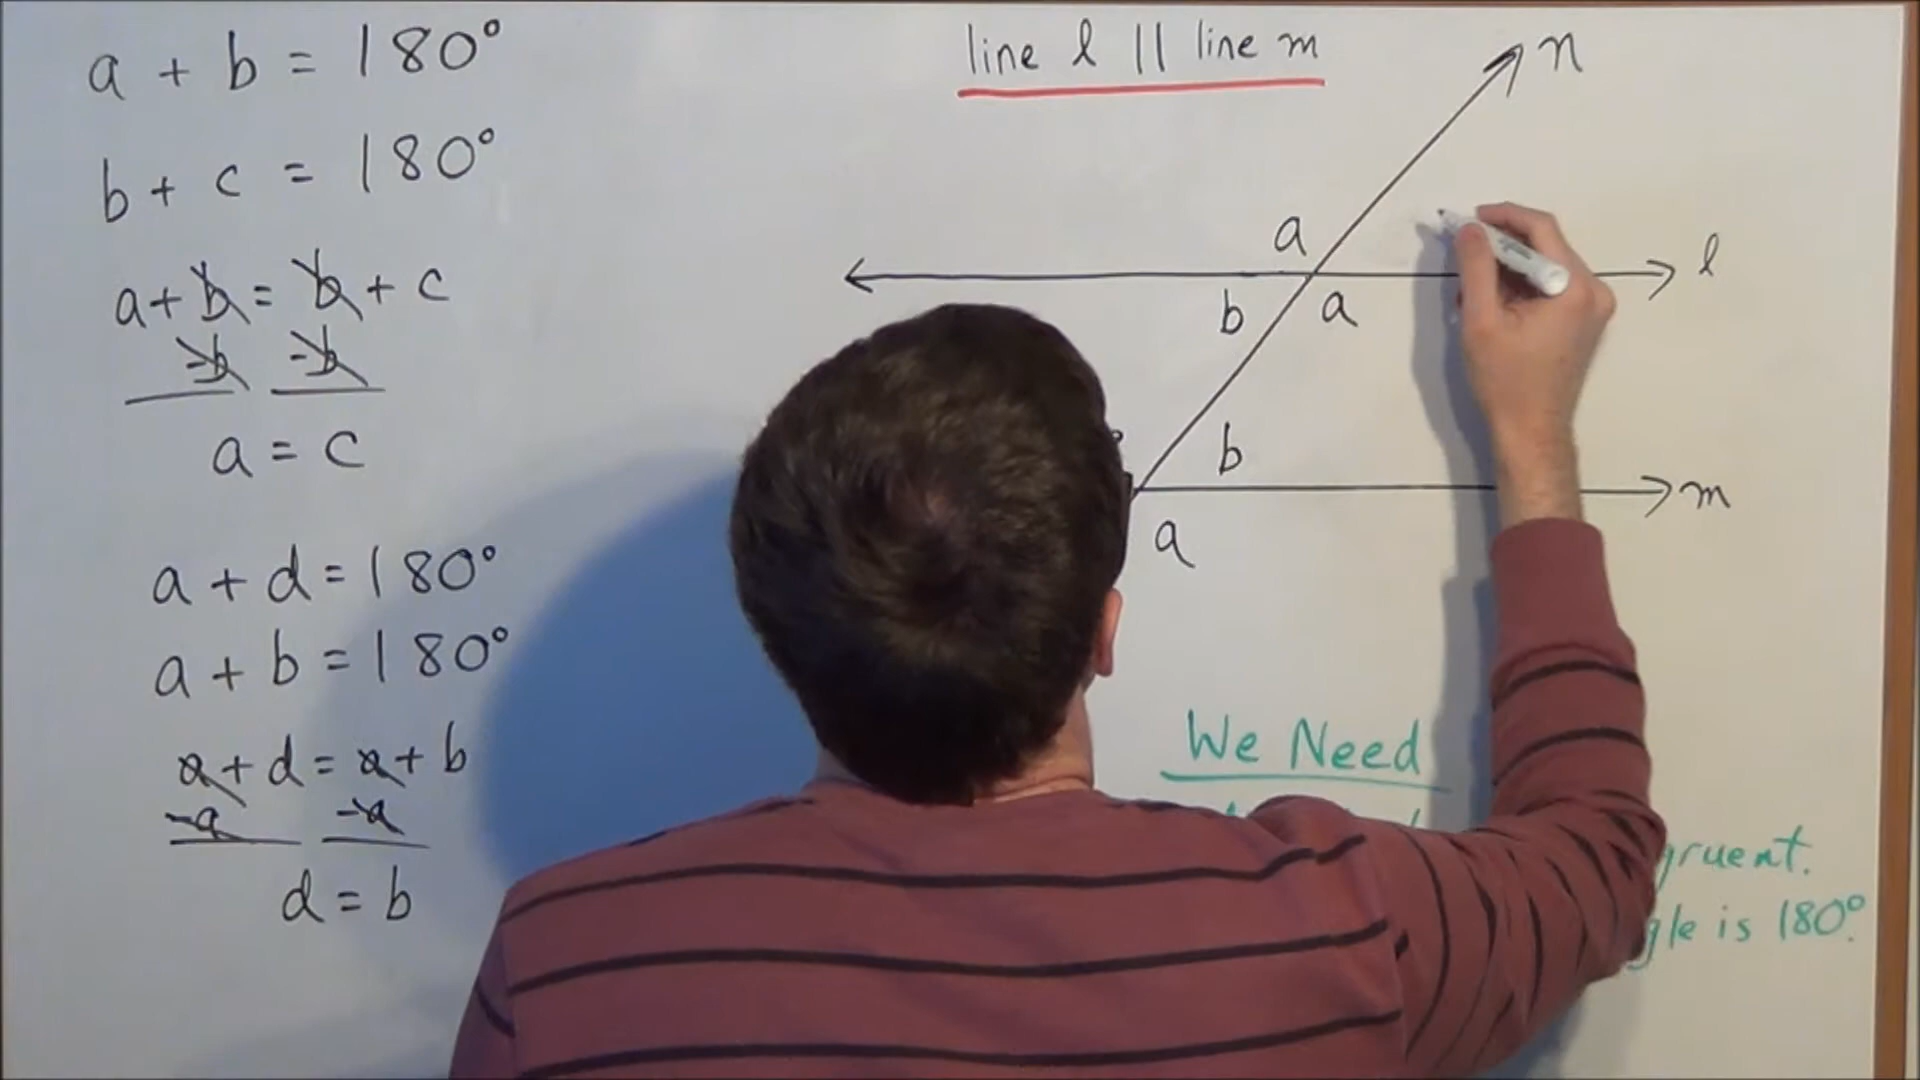 a + b = 180°
b + c = 180°
a + b = b + c
-b -b
a = c
a + d = 180°
a + b = 180°
a + d = a + b
-a -a
d = b
line l || line m
n
a
l
b a
b
m
a
We Need
gruent.
gle is 180°.